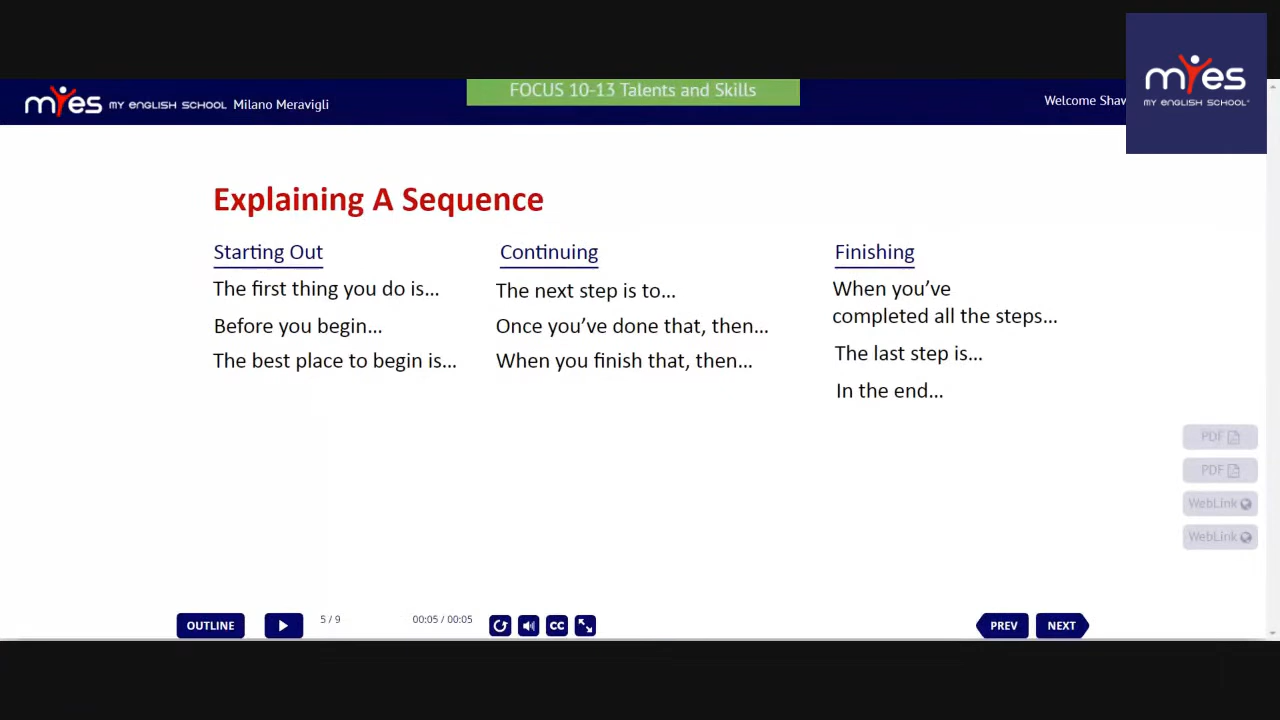 FOCUS 10-13 Talents and Skills
myes MY ENGLISH SCHOOL Milano Meravigli
Welcome Shaw
myes
MY ENGLISH SCHOOL
Explaining A Sequence
Starting Out
The first thing you do is...
Before you begin...
The best place to begin is...
Continuing
The next step is to...
Once you've done that, then...
When you finish that, then...
Finishing
When you've
completed all the steps...
The last step is...
In the end...
PDF
PDF
WebLink
WebLink
OUTLINE
5 / 9
00:05 / 00:05
CC
PREV
NEXT